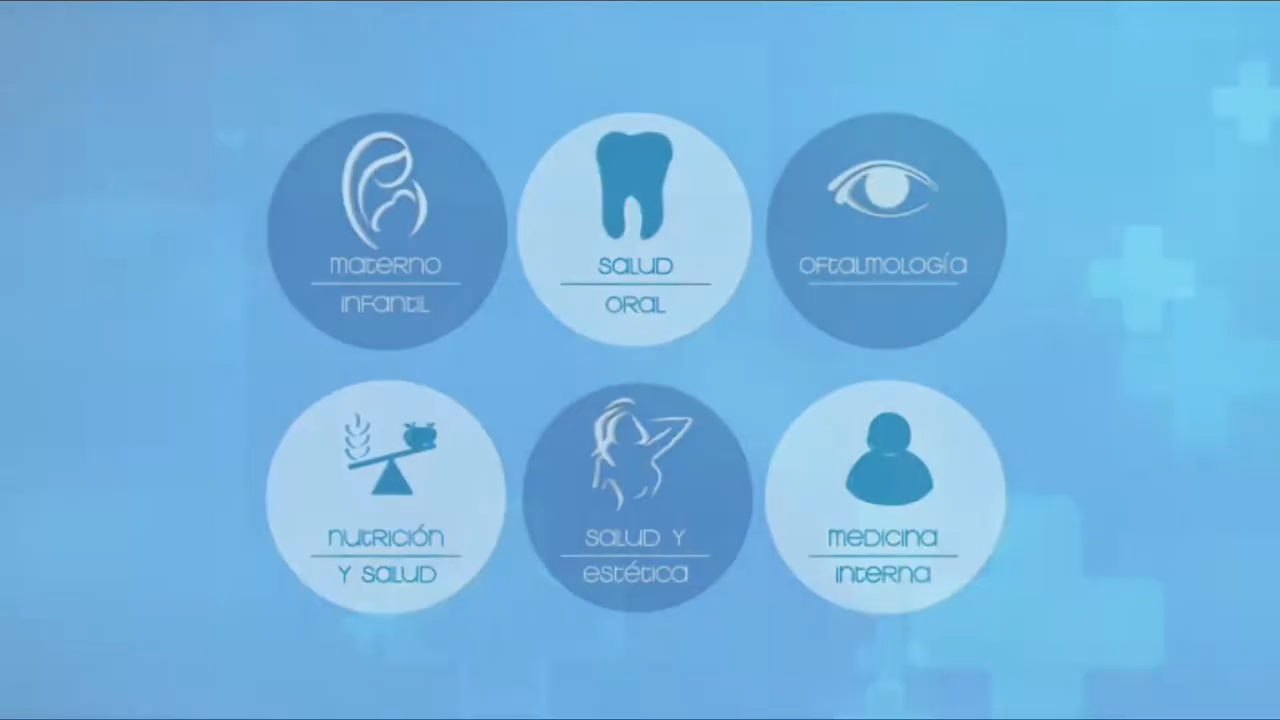 materno
infantil
salud
oral
oftalmología
nutrición
y salud
salud y
estética
medicina
interna